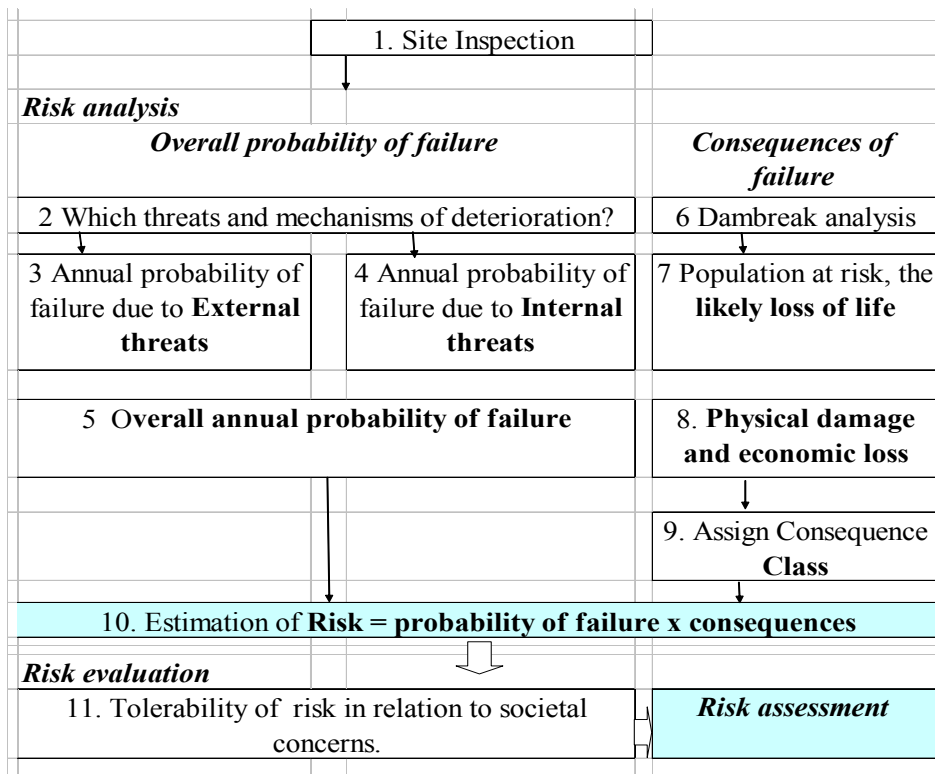 1. Site Inspection
Risk analysis
Overall probability of failure
Consequences of
failure
2 Which threats and mechanisms of deterioration?
6 Dambreak analysis
3 Annual probability of
failure due to External
threats
4 Annual probability of
failure due to Internal
threats
7 Population at risk, the
likely loss of life
5 Overall annual probability of failure
8. Physical damage
and economic loss
9. Assign Consequence
Class
10. Estimation of Risk = probability of failure x consequences
Risk evaluation
11. Tolerability of risk in relation to societal
concerns.
Risk assessment